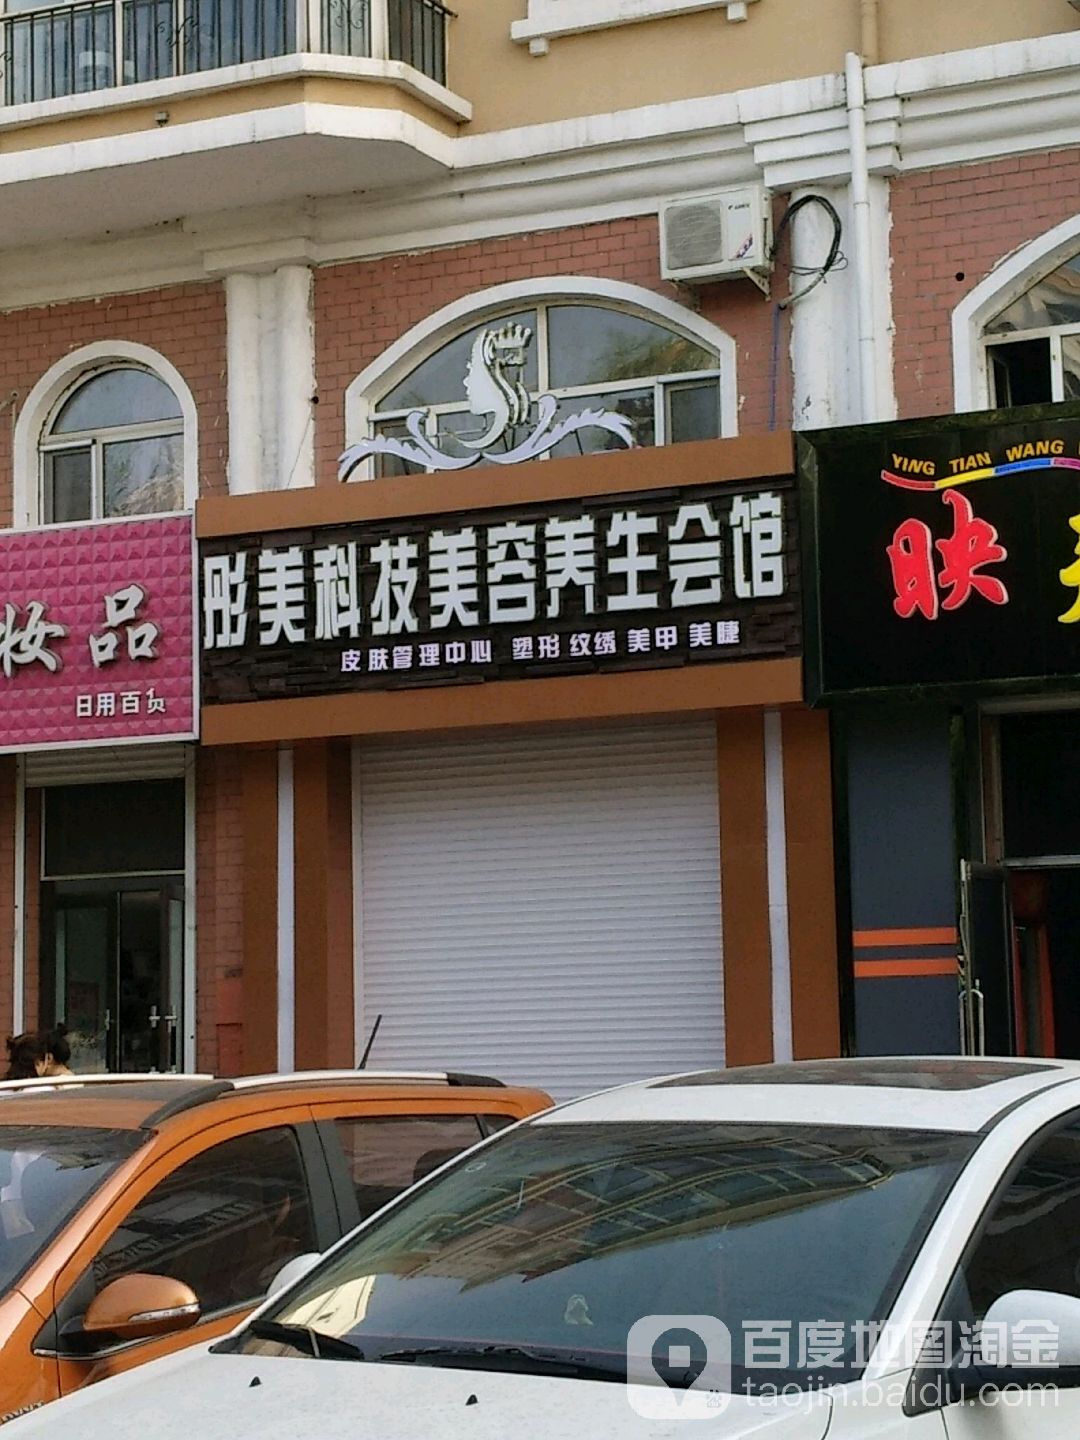 妆品
日用百货
彤美科技美容养生会馆
皮肤管理中心 塑形 纹绣 美甲 美睫
YING TIAN WANG
映
百度地图淘金
taojin.baidu.com